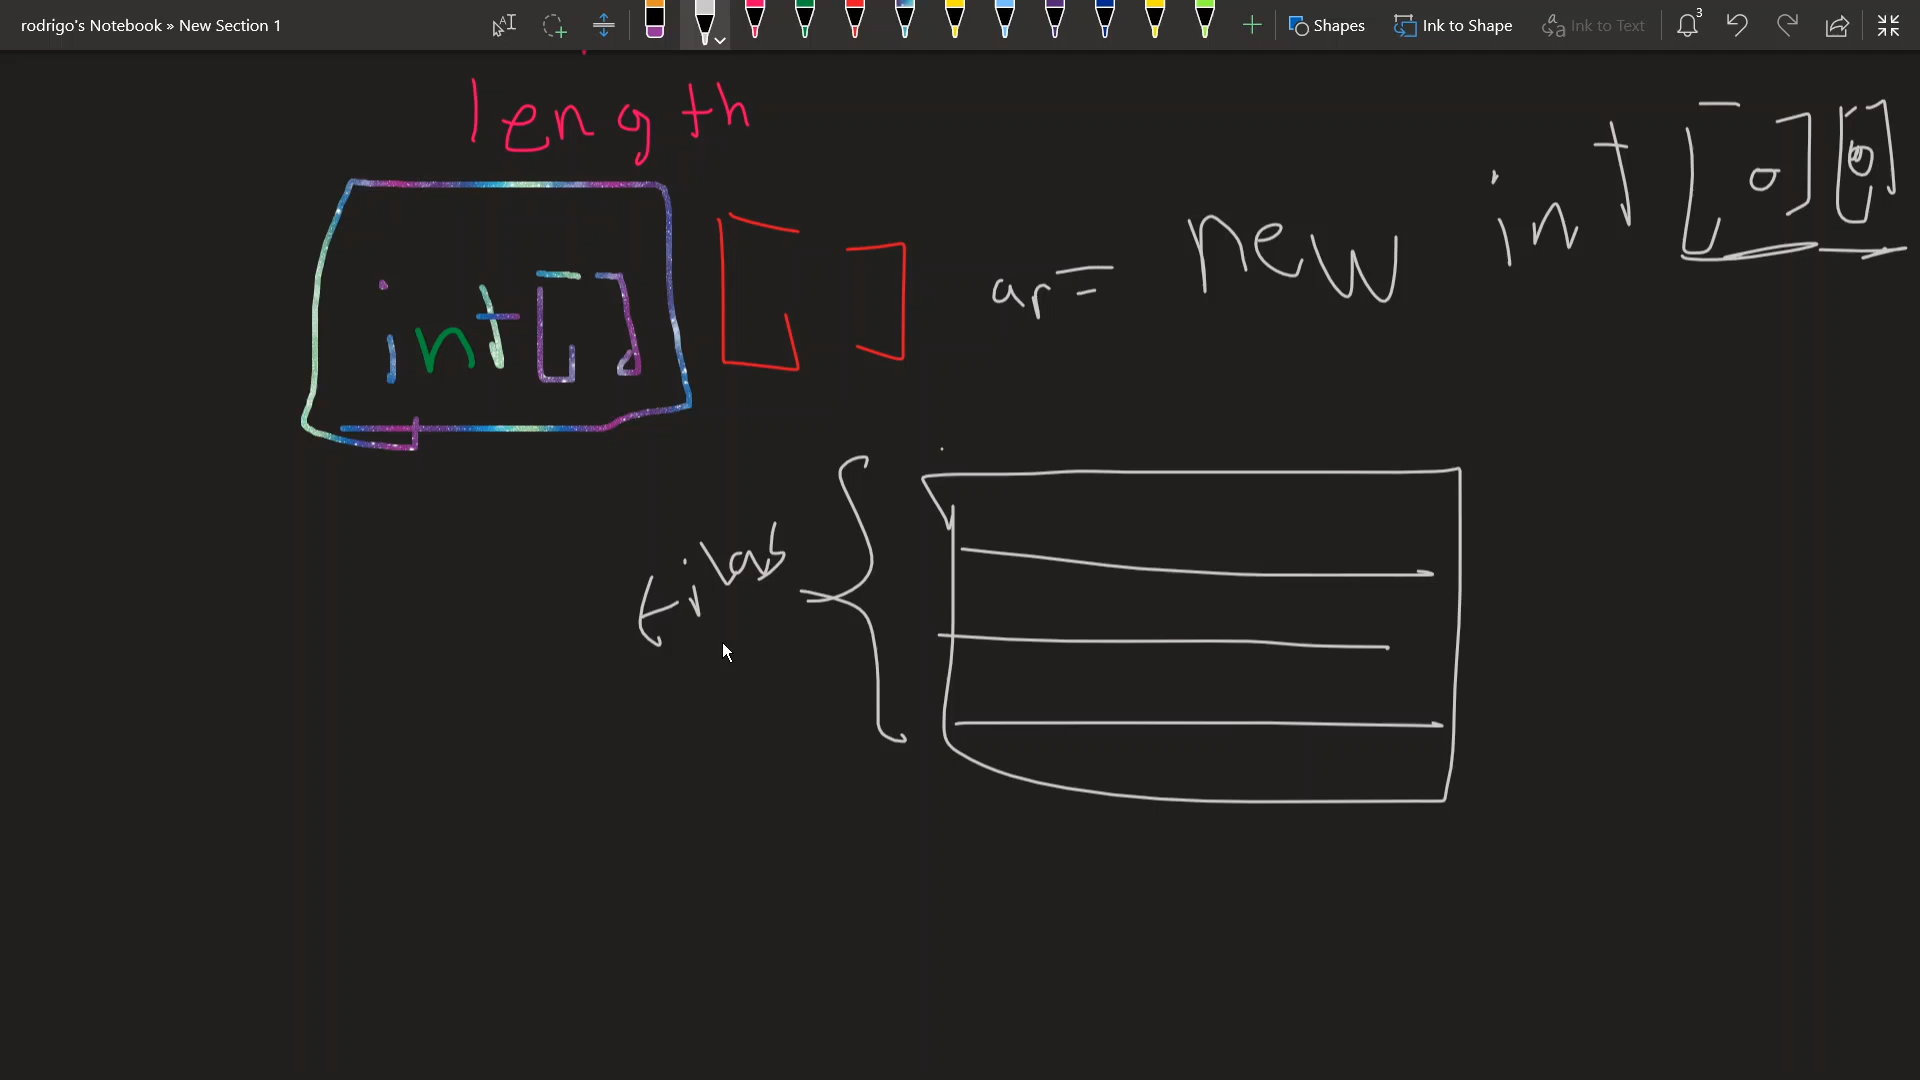 rodrigo's Notebook » New Section 1
Shapes
Ink to Shape
Ink to Text
3
length
int[] [] ar = new int [0][0]
filas